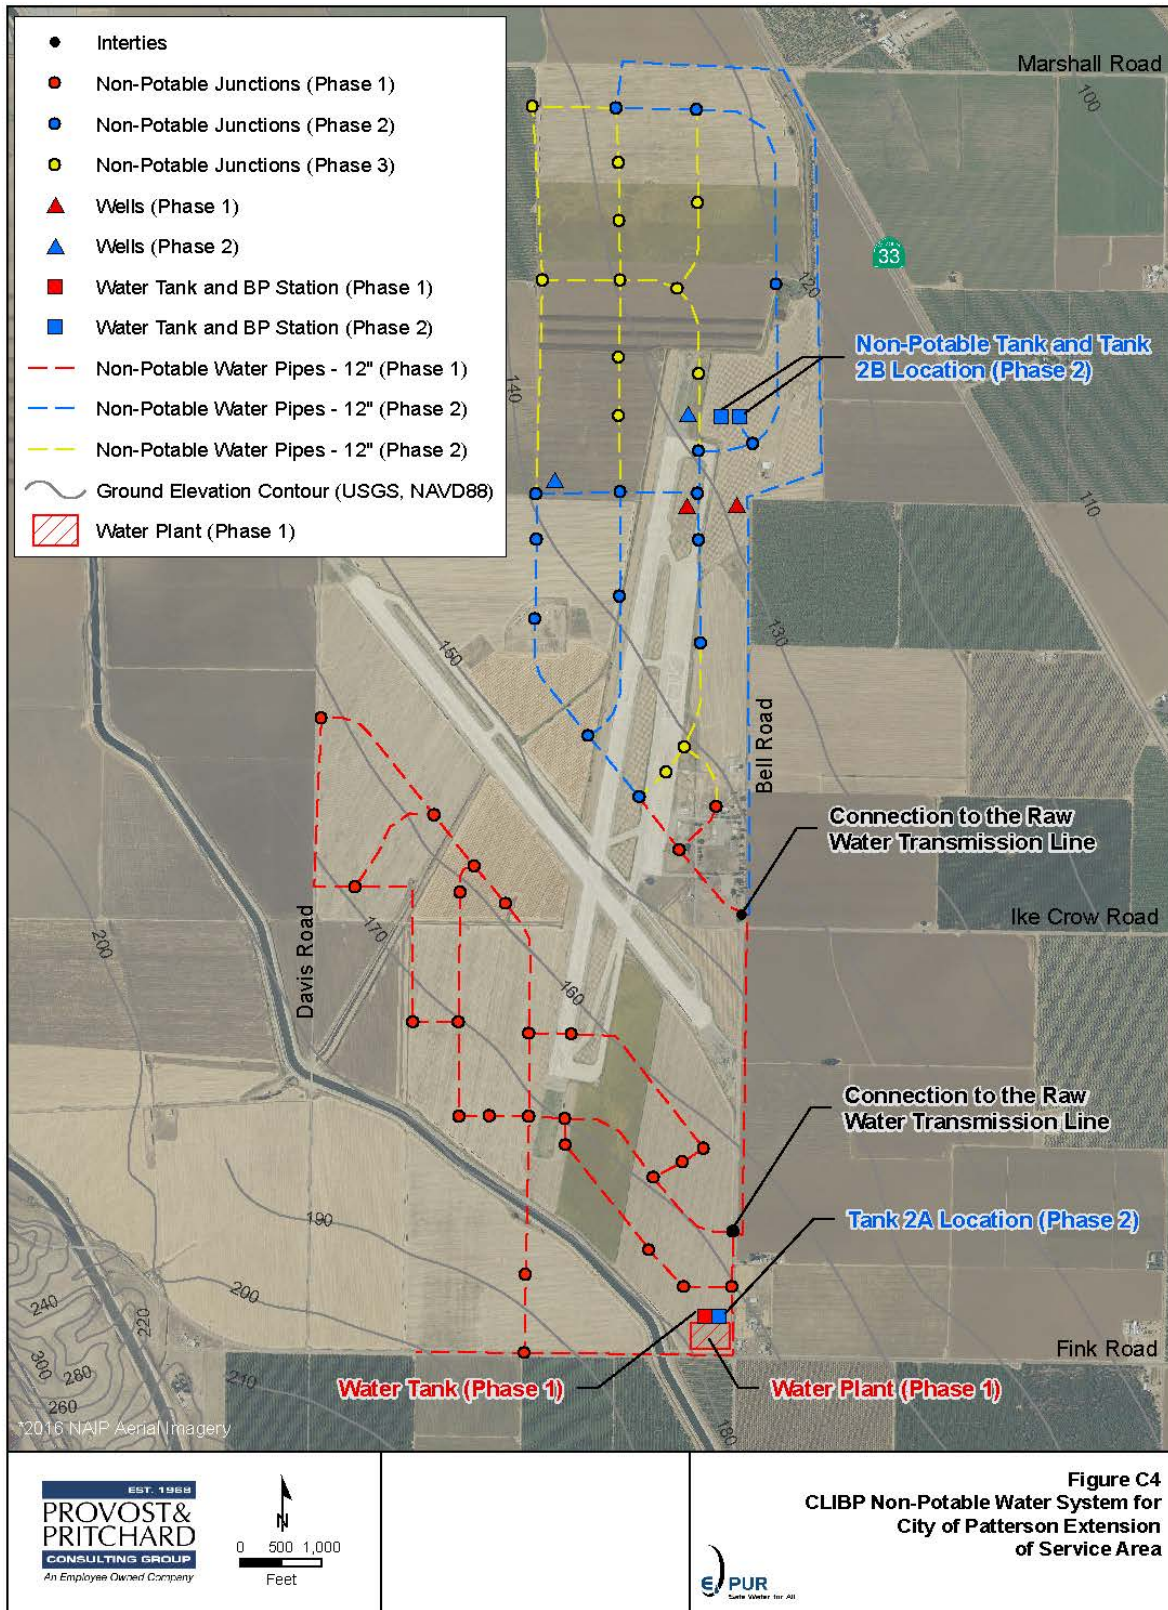 Interties
Non-Potable Junctions (Phase 1)
Non-Potable Junctions (Phase 2)
Non-Potable Junctions (Phase 3)
Wells (Phase 1)
Wells (Phase 2)
Water Tank and BP Station (Phase 1)
Water Tank and BP Station (Phase 2)
Non-Potable Water Pipes - 12" (Phase 1)
Non-Potable Water Pipes - 12" (Phase 2)
Non-Potable Water Pipes - 12" (Phase 2)
Ground Elevation Contour (USGS, NAVD88)
Water Plant (Phase 1)
Marshall Road
100
33
120
Non-Potable Tank and Tank
2B Location (Phase 2)
140
110
130
150
Bell Road
Connection to the Raw
Water Transmission Line
Ike Crow Road
Davis Road
200
170
160
Connection to the Raw
Water Transmission Line
Tank 2A Location (Phase 2)
190
200
240
220
300
280
260
210
Fink Road
Water Tank (Phase 1)
Water Plant (Phase 1)
180
*2016 NAIP Aerial Imagery
EST. 1968
PROVOST&
PRITCHARD
CONSULTING GROUP
An Employee Owned Company
N
0 500 1,000
Feet
Figure C4
CLIBP Non-Potable Water System for
City of Patterson Extension
of Service Area
PUR
Safe Water for All